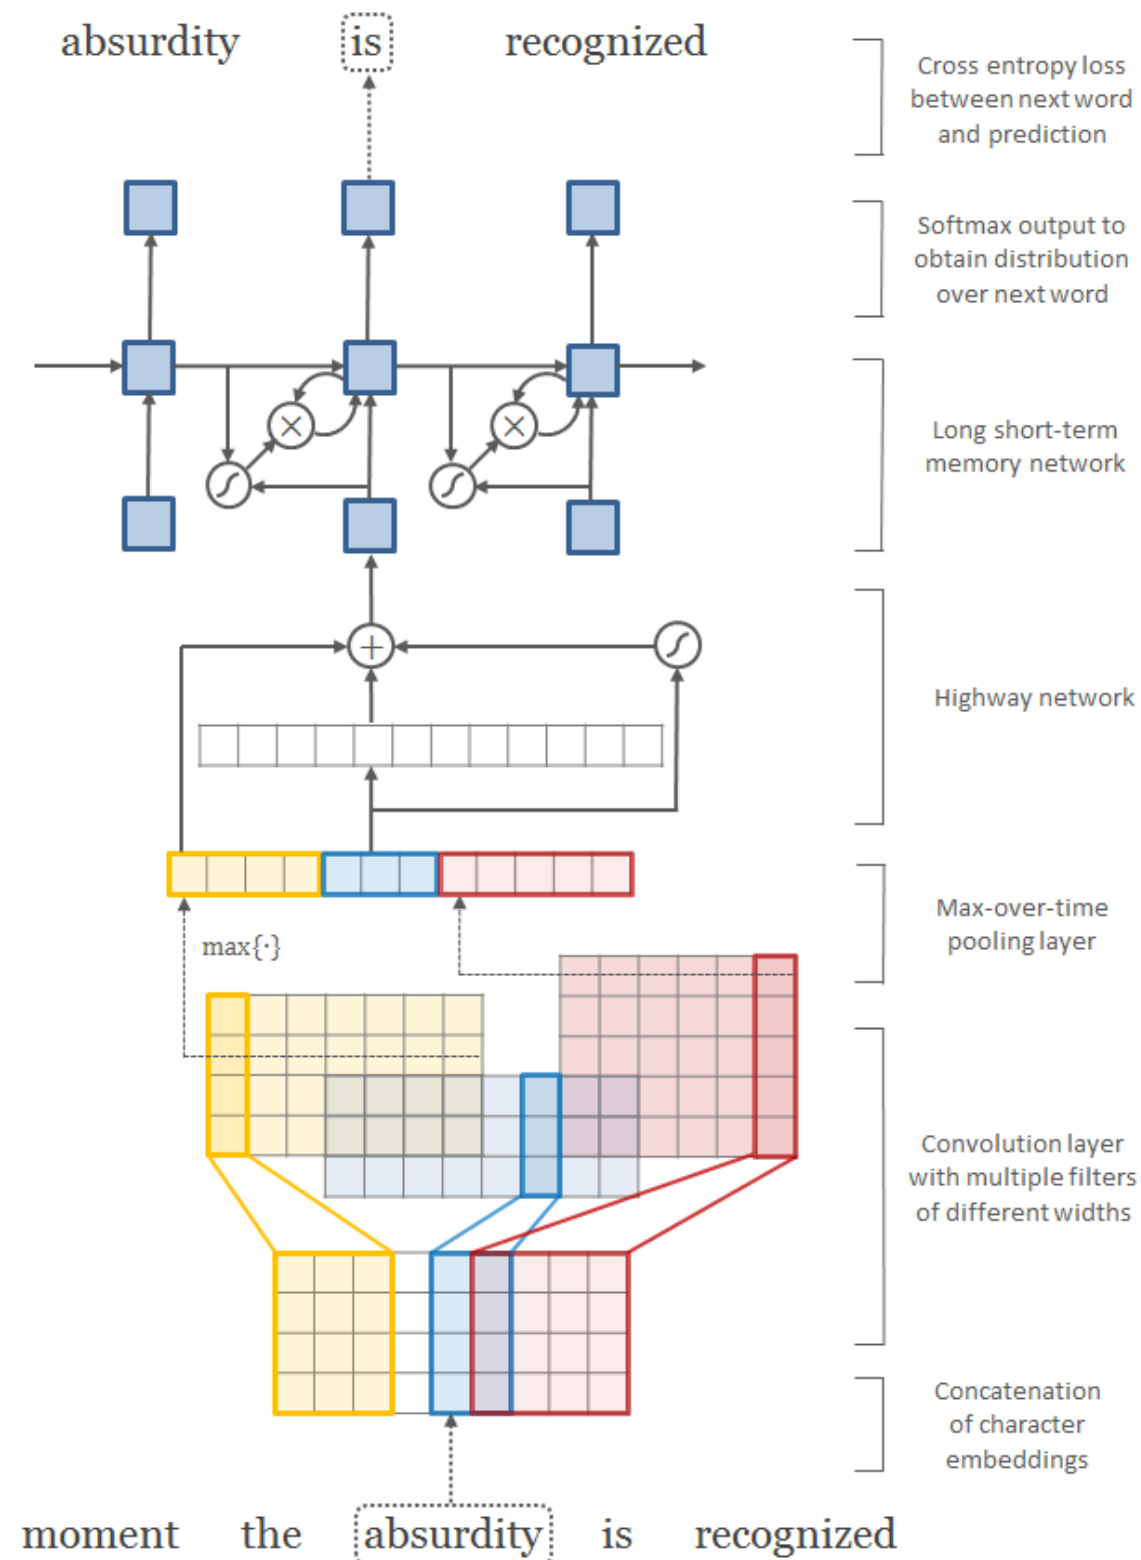 absurdity is recognized
Cross entropy loss
between next word
and prediction
Softmax output to
obtain distribution
over next word
Long short-term
memory network
+
Highway network
Max-over-time
pooling layer
max{·}
Convolution layer
with multiple filters
of different widths
Concatenation
of character
embeddings
moment the absurdity is recognized